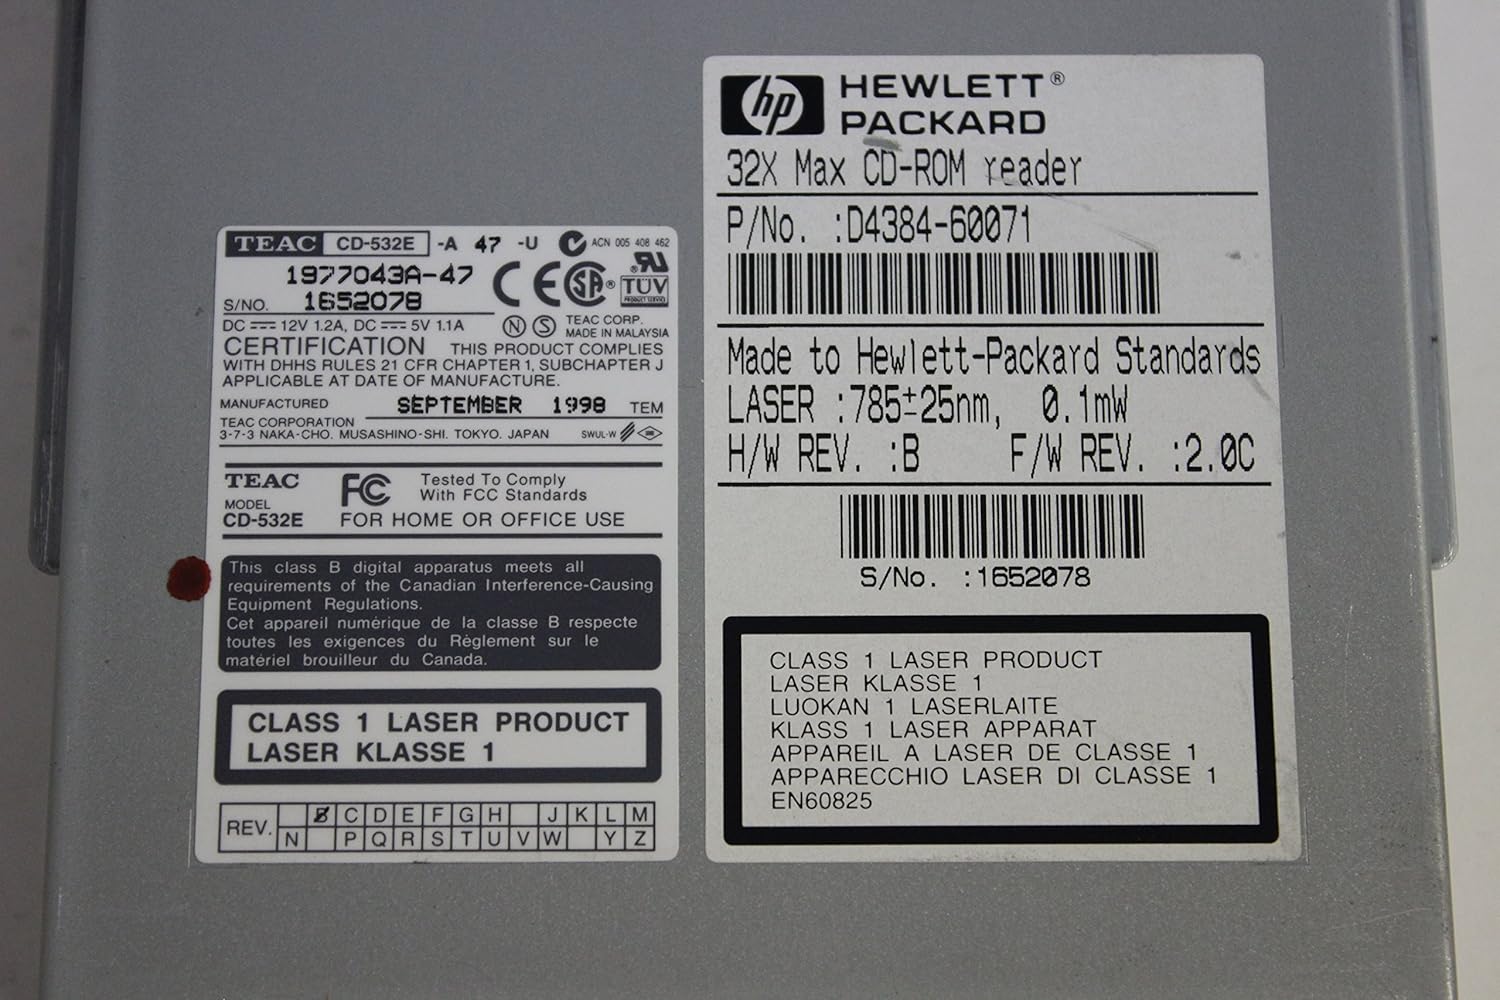 TEAC CD-532E -A 47 -U ACN 005 408 462
1977043A-47
S/NO. 1652078
DC 12V 1.2A, DC 5V 1.1A
TÜV
PRODUCT SERVICE
N S TEAC CORP.
MADE IN MALAYSIA
CERTIFICATION THIS PRODUCT COMPLIES
WITH DHHS RULES 21 CFR CHAPTER 1, SUBCHAPTER J
APPLICABLE AT DATE OF MANUFACTURE.
MANUFACTURED SEPTEMBER 1998 TEM
TEAC CORPORATION
3-7-3 NAKA-CHO. MUSASHINO-SHI. TOKYO. JAPAN SWUL-W
TEAC
MODEL
CD-532E
FC Tested To Comply
With FCC Standards
FOR HOME OR OFFICE USE
This class B digital apparatus meets all
requirements of the Canadian Interference-Causing
Equipment Regulations.
Cet appareil numérique de la classe B respecte
toutes les exigences du Règlement sur le
matériel brouilleur du Canada.
CLASS 1 LASER PRODUCT
LASER KLASSE 1
REV. B C D E F G H J K L M
N P Q R S T U V W Y Z
hp HEWLETT®
PACKARD
32X Max CD-ROM reader
P/No. :D4384-60071
Made to Hewlett-Packard Standards
LASER :785±25nm, 0.1mW
H/W REV. :B F/W REV. :2.0C
S/No. :1652078
CLASS 1 LASER PRODUCT
LASER KLASSE 1
LUOKAN 1 LASERLAITE
KLASS 1 LASER APPARAT
APPAREIL A LASER DE CLASSE 1
APPARECCHIO LASER DI CLASSE 1
EN60825